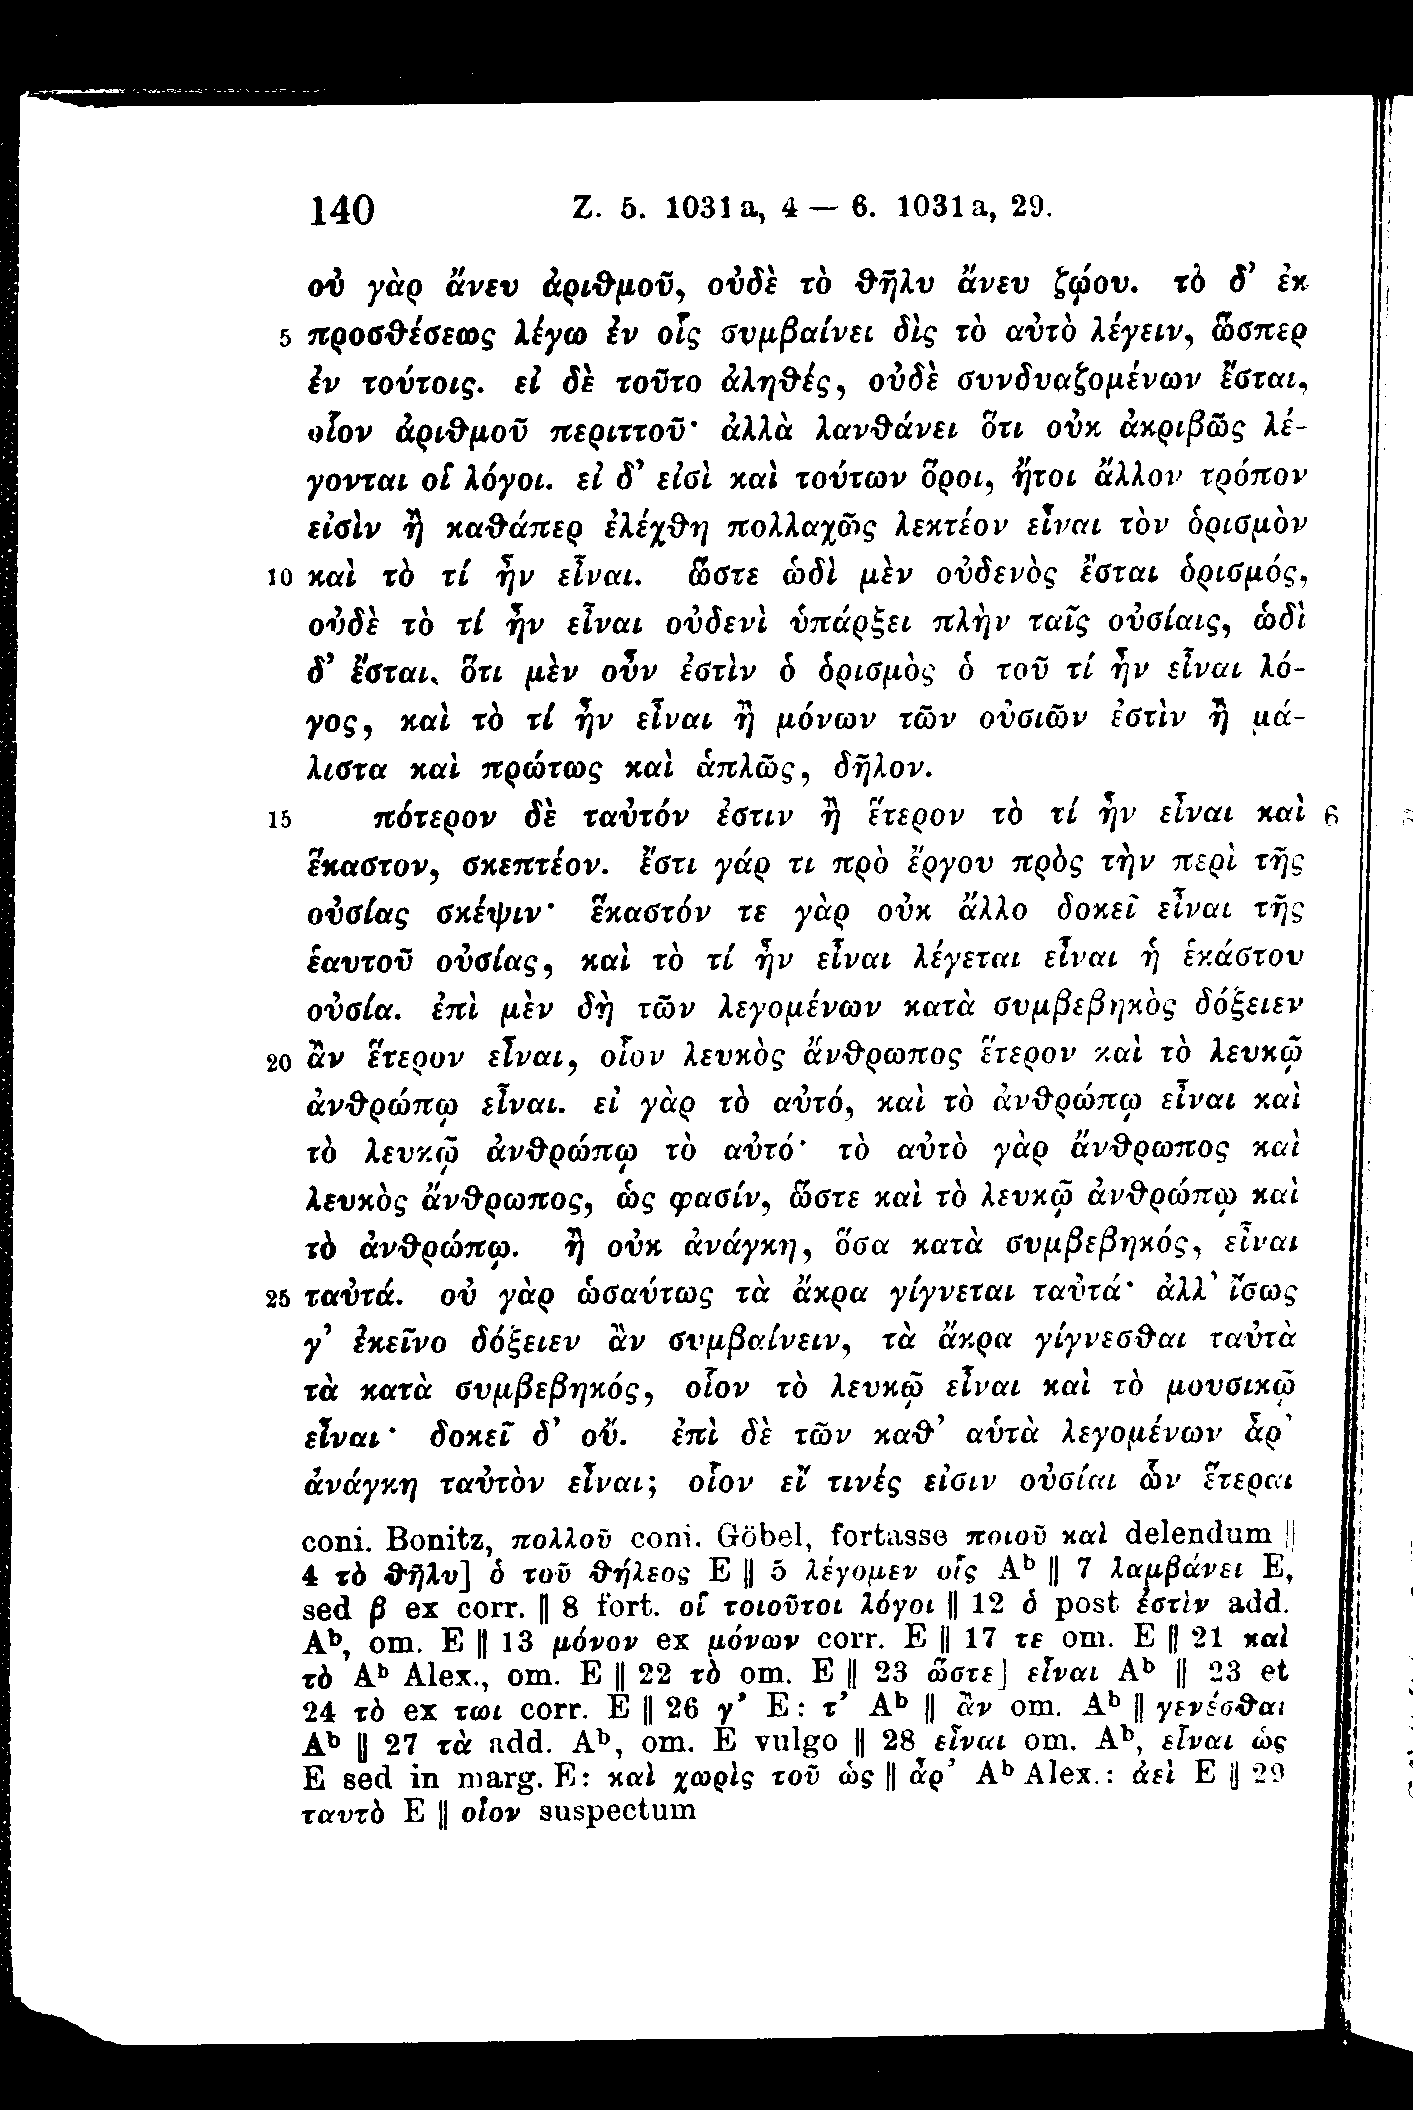 140 Z. 5. 1031 a, 4 — 6. 1031 a, 29.
οὐ γὰρ ἄνευ ἀριθμοῦ, οὐδὲ τὸ θῆλυ ἄνευ ζῴου. τὸ δ’ ἐκ
5 προσθέσεως λέγω ἐν οἷς συμβαίνει δὶς τὸ αὐτὸ λέγειν, ὥσπερ
ἐν τούτοις. εἰ δὲ τοῦτο ἀληθές, οὐδὲ συνδυαζομένων ἔσται,
οἷον ἀριθμοῦ περιττοῦ· ἀλλὰ λανθάνει ὅτι οὐκ ἀκριβῶς λέ-
γονται οἱ λόγοι. εἰ δ’ εἰσὶ καὶ τούτων ὅροι, ἤτοι ἄλλον τρόπον
εἰσὶν ἢ καθάπερ ἐλέχθη πολλαχῶς λεκτέον εἶναι τὸν ὁρισμὸν
10 καὶ τὸ τί ἦν εἶναι. ὥστε ὡδὶ μὲν οὐδενὸς ἔσται ὁρισμός,
οὐδὲ τὸ τί ἦν εἶναι οὐδενὶ ὑπάρξει πλὴν ταῖς οὐσίαις, ὡδὶ
δ’ ἔσται. ὅτι μὲν οὖν ἐστὶν ὁ ὁρισμὸς ὁ τοῦ τί ἦν εἶναι λό-
γος, καὶ τὸ τί ἦν εἶναι ἢ μόνων τῶν οὐσιῶν ἐστὶν ἢ μά-
λιστα καὶ πρώτως καὶ ἁπλῶς, δῆλον.
15 πότερον δὲ ταὐτόν ἐστιν ἢ ἕτερον τὸ τί ἦν εἶναι καὶ 6
ἕκαστον, σκεπτέον. ἔστι γάρ τι πρὸ ἔργου πρὸς τὴν περὶ τῆς
οὐσίας σκέψιν· ἕκαστόν τε γὰρ οὐκ ἄλλο δοκεῖ εἶναι τῆς
ἑαυτοῦ οὐσίας, καὶ τὸ τί ἦν εἶναι λέγεται εἶναι ἡ ἑκάστου
οὐσία. ἐπὶ μὲν δὴ τῶν λεγομένων κατὰ συμβεβηκὸς δόξειεν
20 ἂν ἕτερον εἶναι, οἷον λευκὸς ἄνθρωπος ἕτερον καὶ τὸ λευκῷ
ἀνθρώπῳ εἶναι. εἰ γὰρ τὸ αὐτό, καὶ τὸ ἀνθρώπῳ εἶναι καὶ
τὸ λευκῷ ἀνθρώπῳ τὸ αὐτό· τὸ αὐτὸ γὰρ ἄνθρωπος καὶ
λευκὸς ἄνθρωπος, ὡς φασίν, ὥστε καὶ τὸ λευκῷ ἀνθρώπῳ καὶ
τὸ ἀνθρώπῳ. ἢ οὐκ ἀνάγκη, ὅσα κατὰ συμβεβηκός, εἶναι
25 ταὐτά. οὐ γὰρ ὡσαύτως τὰ ἄκρα γίγνεται ταὐτά· ἀλλ’ ἴσως
γ’ ἐκεῖνο δόξειεν ἂν συμβαίνειν, τὰ ἄκρα γίγνεσθαι ταὐτὰ
τὰ κατὰ συμβεβηκός, οἷον τὸ λευκῷ εἶναι καὶ τὸ μουσικῷ
εἶναι· δοκεῖ δ’ οὔ. ἐπὶ δὲ τῶν καθ’ αὑτὰ λεγομένων ἆρ’
ἀνάγκη ταὐτὸν εἶναι; οἷον εἴ τινές εἰσιν οὐσίαι ὧν ἕτεραι
coni. Bonitz, πολλοῦ coni. Göbel, fortasse ποιοῦ καὶ delendum ||
4 τὸ θῆλυ] ὁ τοῦ θήλεος E || 5 λέγομεν οἷς Aᵇ || 7 λαμβάνει E,
sed β ex corr. || 8 fort. οἱ τοιοῦτοι λόγοι || 12 ὁ post ἐστὶν add.
Aᵇ, om. E || 13 μόνον ex μόνων corr. E || 17 τε om. E || 21 καὶ
τὸ Aᵇ Alex., om. E || 22 τὸ om. E || 23 ὥστε] εἶναι Aᵇ || 23 et
24 τὸ ex τωι corr. E || 26 γ’ E: τ’ Aᵇ || ἂν om. Aᵇ || γενέσθαι
Aᵇ || 27 τὰ add. Aᵇ, om. E vulgo || 28 εἶναι om. Aᵇ, εἶναι ὡς
E sed in marg. E: καὶ χωρὶς τοῦ ὡς || ἆρ’ Aᵇ Alex.: ἀεὶ E || 29
ταυτὸ E || οἷον suspectum